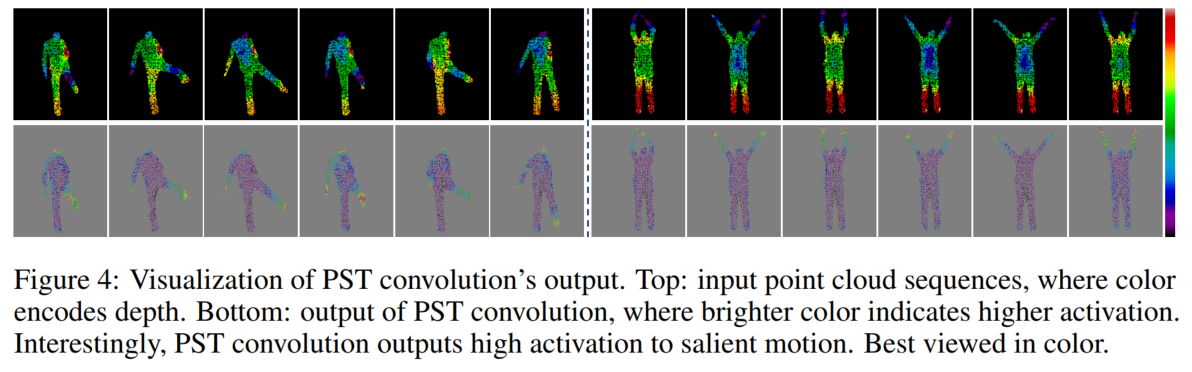 Figure 4: Visualization of PST convolution's output. Top: input point cloud sequences, where color
encodes depth. Bottom: output of PST convolution, where brighter color indicates higher activation.
Interestingly, PST convolution outputs high activation to salient motion. Best viewed in color.